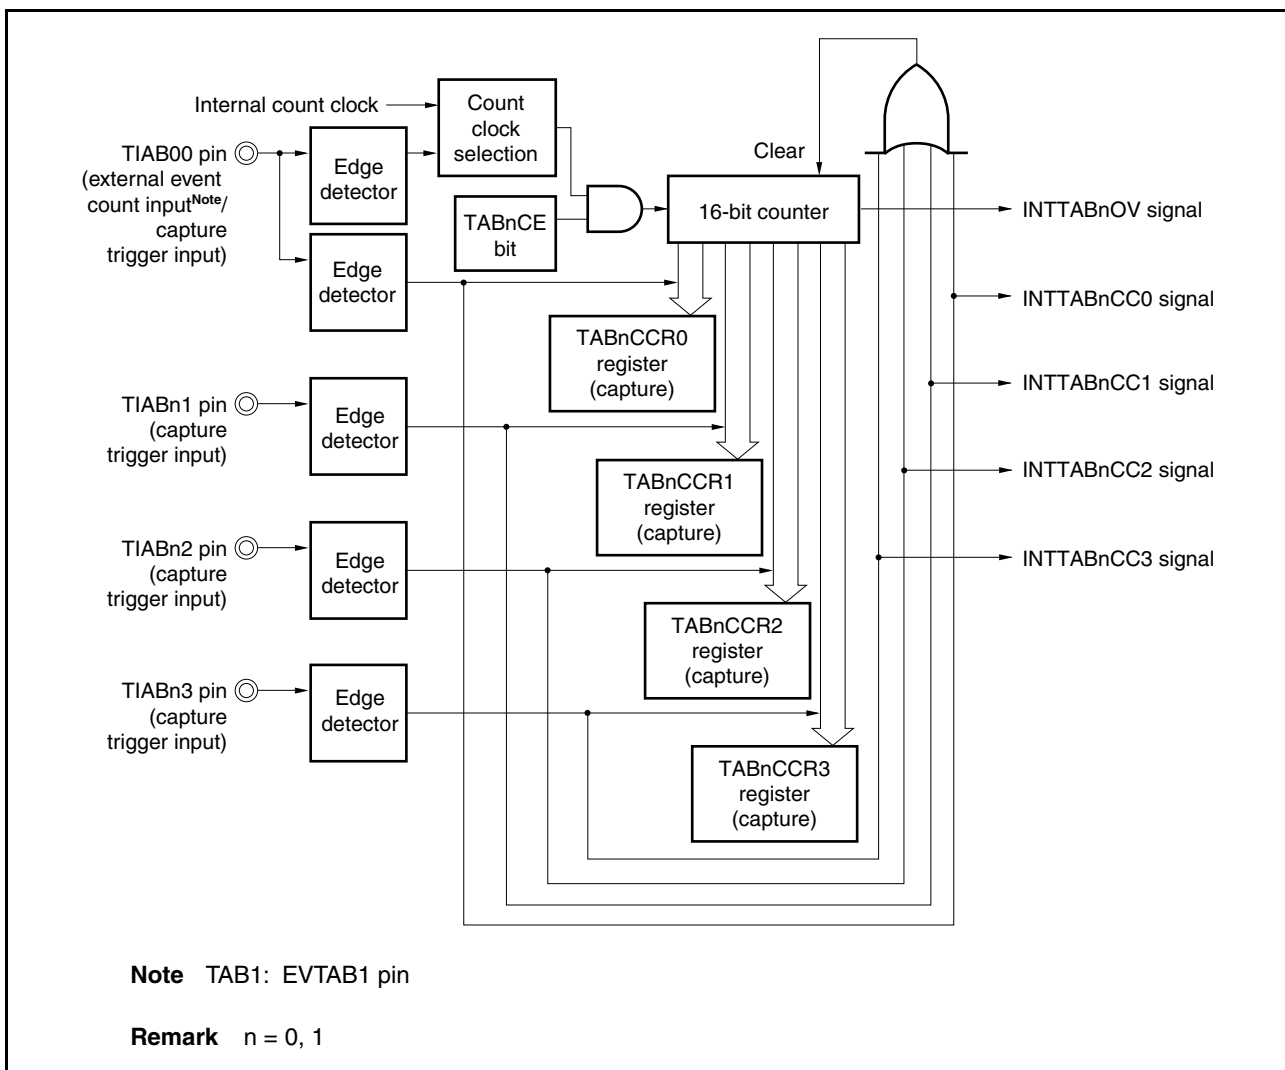 Internal count clock
TIAB00 pin
(external event
count inputNote/
capture
trigger input)
Edge
detector
Count
clock
selection
TABnCE
bit
Clear
16-bit counter
INTTABnOV signal
Edge
detector
TABnCCR0
register
(capture)
INTTABnCC0 signal
TIABn1 pin
(capture
trigger input)
Edge
detector
TABnCCR1
register
(capture)
INTTABnCC1 signal
TIABn2 pin
(capture
trigger input)
Edge
detector
TABnCCR2
register
(capture)
INTTABnCC2 signal
TIABn3 pin
(capture
trigger input)
Edge
detector
TABnCCR3
register
(capture)
INTTABnCC3 signal
Note TAB1: EVTAB1 pin
Remark n = 0, 1